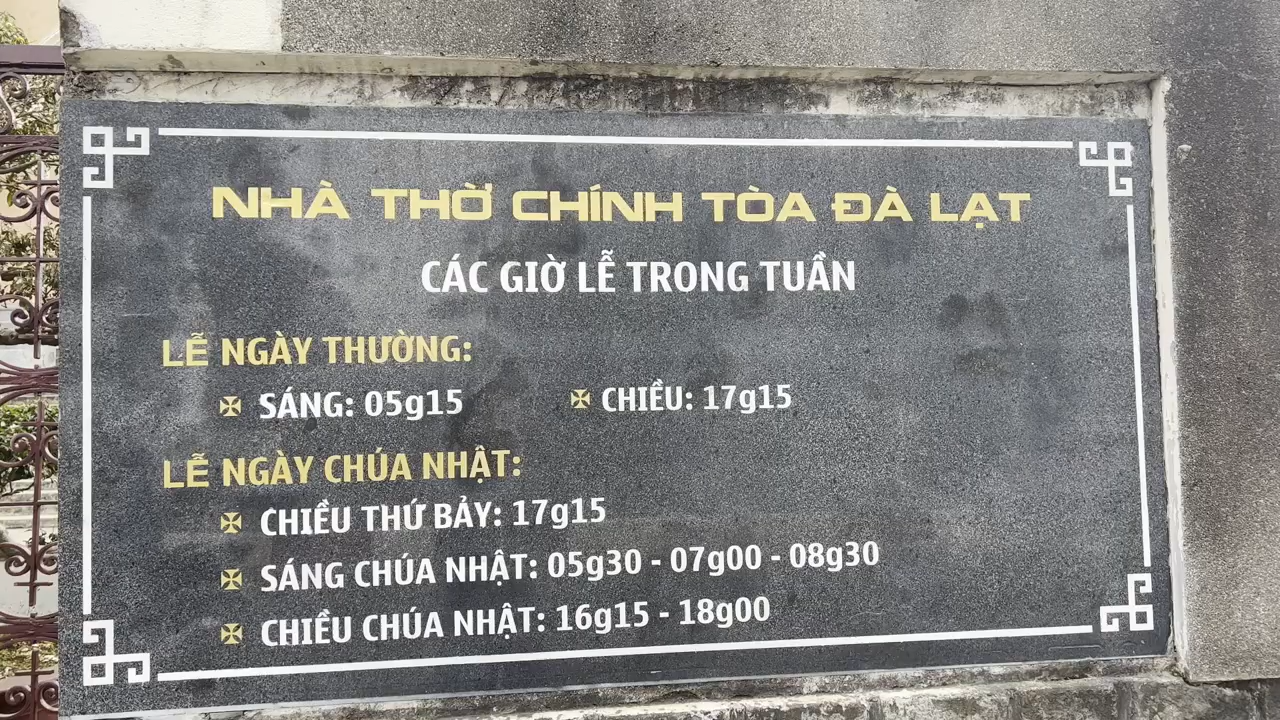 NHÀ THỜ CHÍNH TÒA ĐÀ LẠT
CÁC GIỜ LỄ TRONG TUẦN
LỄ NGÀY THƯỜNG:
SÁNG: 05g15 CHIỀU: 17g15
LỄ NGÀY CHÚA NHẬT:
CHIỀU THỨ BẢY: 17g15
SÁNG CHÚA NHẬT: 05g30 - 07g00 - 08g30
CHIỀU CHÚA NHẬT: 16g15 - 18g00